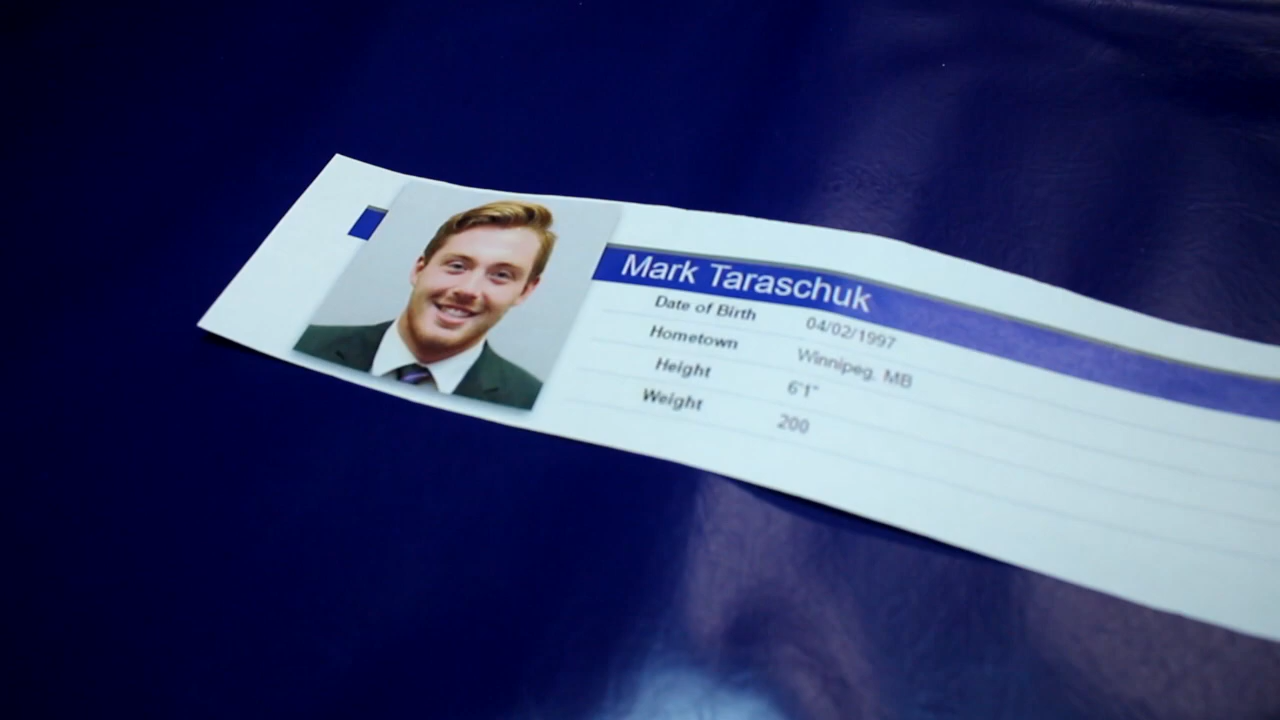 Mark Taraschuk
Date of Birth 04/02/1997
Hometown Winnipeg, MB
Height 6'1"
Weight 200